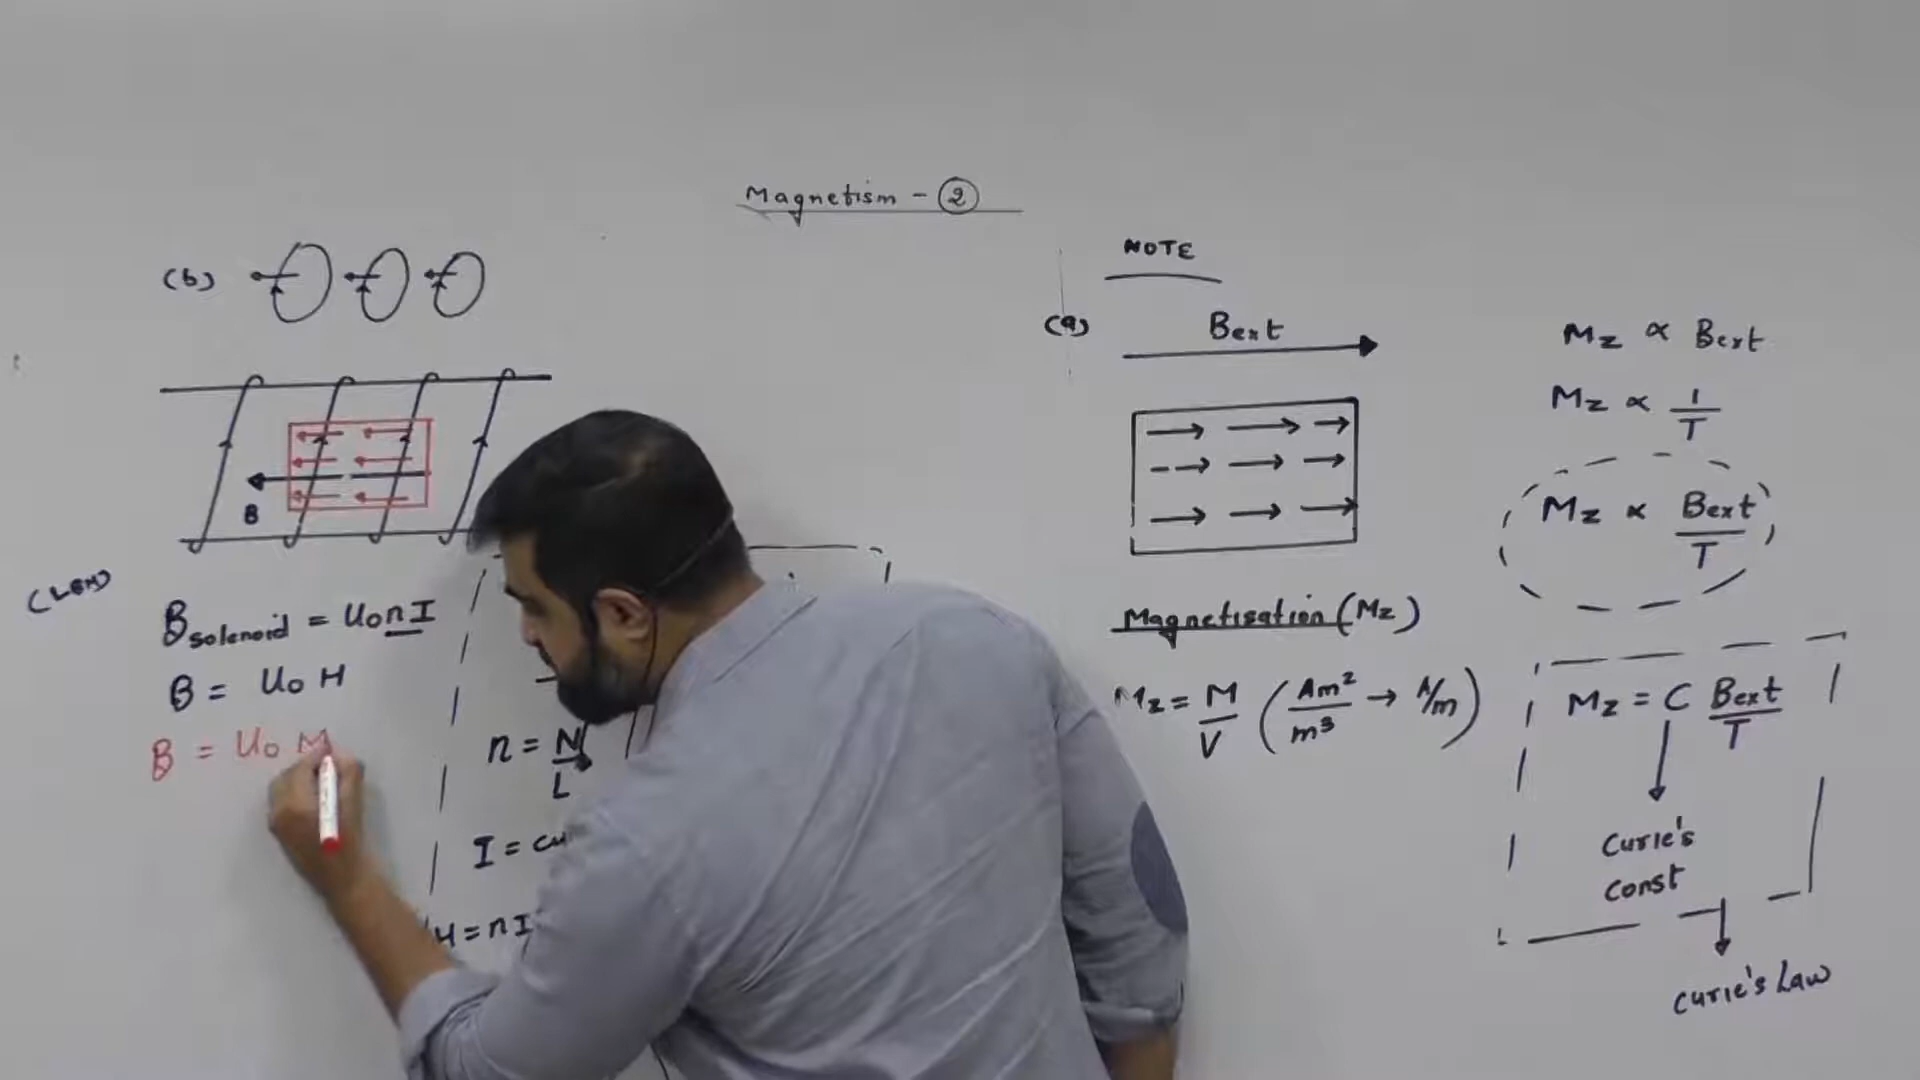 Magnetism - 2
(b)
B
(LBM)
Bsolenoid = u₀nI
B = u₀ H
B = u₀ M
n = N/L
I = cu
H = nI
NOTE
(a) Bext
Magnetisation (Mz)
Mz = M/V (Am²/m³ → A/m)
Mz ∝ Bext
Mz ∝ 1/T
Mz ∝ Bext/T
Mz = C Bext/T
Curie's
const
Curie's Law